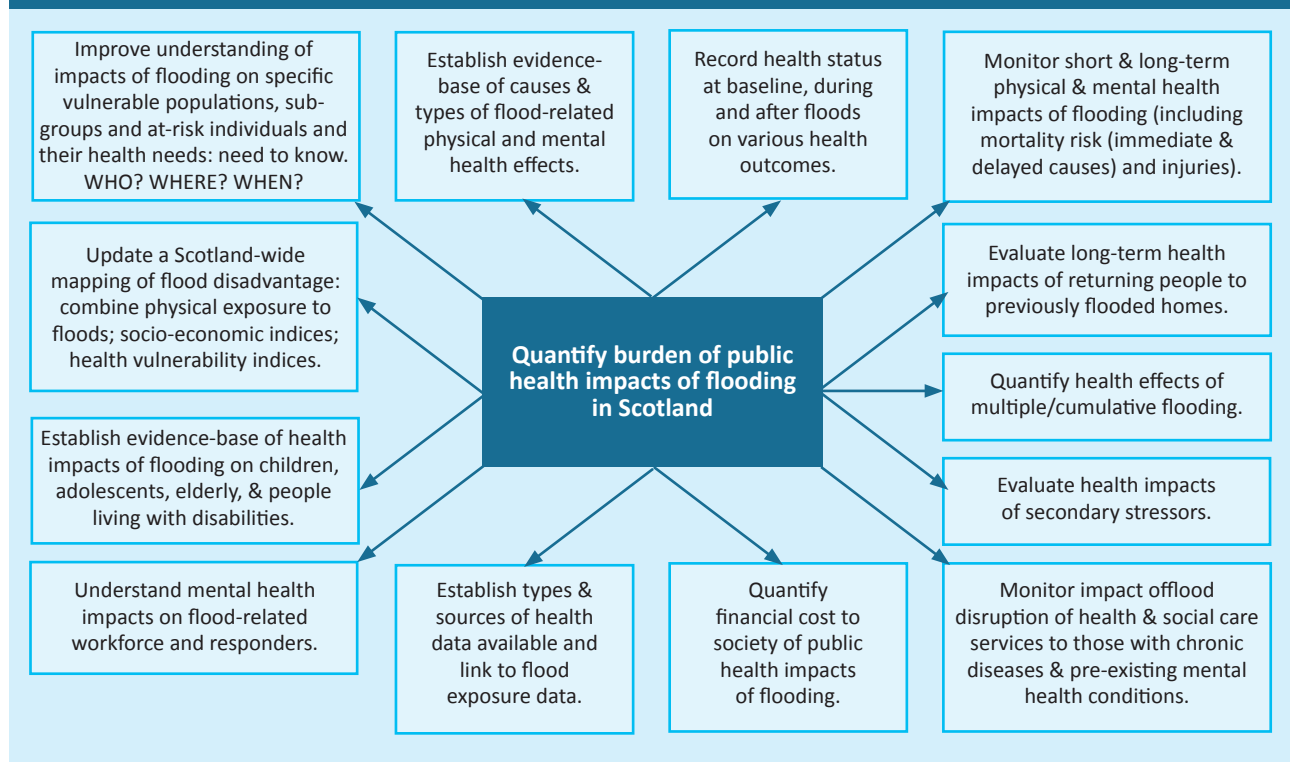 Improve understanding of
impacts of flooding on specific
vulnerable populations, sub-
groups and at-risk individuals and
their health needs: need to know.
WHO? WHERE? WHEN?
Establish evidence-
base of causes &
types of flood-related
physical and mental
health effects.
Record health status
at baseline, during
and after floods
on various health
outcomes.
Monitor short & long-term
physical & mental health
impacts of flooding (including
mortality risk (immediate &
delayed causes) and injuries).
Update a Scotland-wide
mapping of flood disadvantage:
combine physical exposure to
floods; socio-economic indices;
health vulnerability indices.
Evaluate long-term health
impacts of returning people to
previously flooded homes.
Quantify burden of public
health impacts of flooding
in Scotland
Quantify health effects of
multiple/cumulative flooding.
Establish evidence-base of health
impacts of flooding on children,
adolescents, elderly, & people
living with disabilities.
Evaluate health impacts
of secondary stressors.
Understand mental health
impacts on flood-related
workforce and responders.
Establish types &
sources of health
data available and
link to flood
exposure data.
Quantify
financial cost to
society of public
health impacts
of flooding.
Monitor impact offlood
disruption of health & social care
services to those with chronic
diseases & pre-existing mental
health conditions.